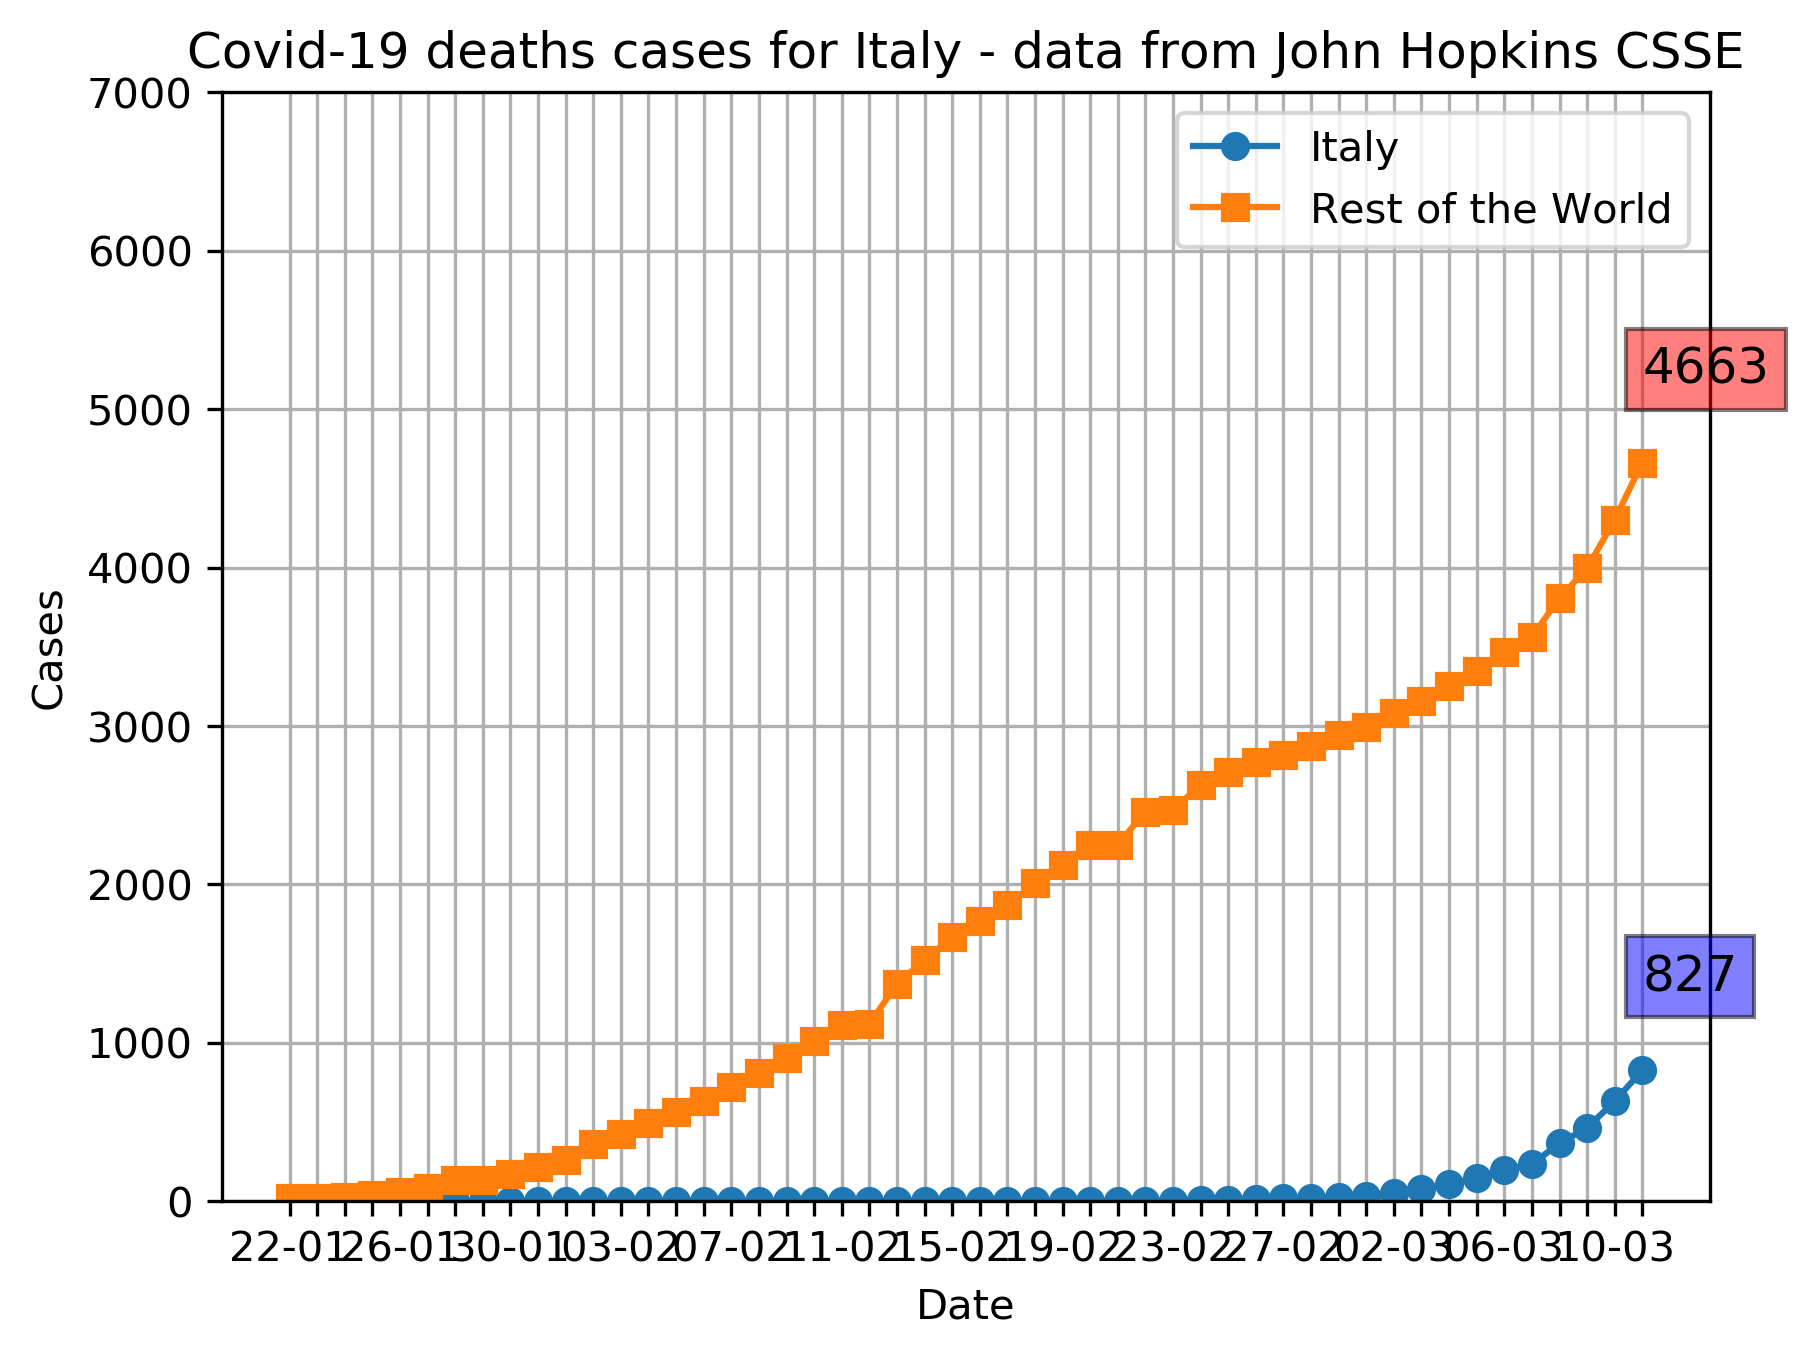 Covid-19 deaths cases for Italy - data from John Hopkins CSSE
7000
6000
5000
4000
3000
2000
1000
0
Cases
Italy
Rest of the World
4663
827
22-01 26-01 30-01 03-02 07-02 11-02 15-02 19-02 23-02 27-02 02-03 06-03 10-03
Date